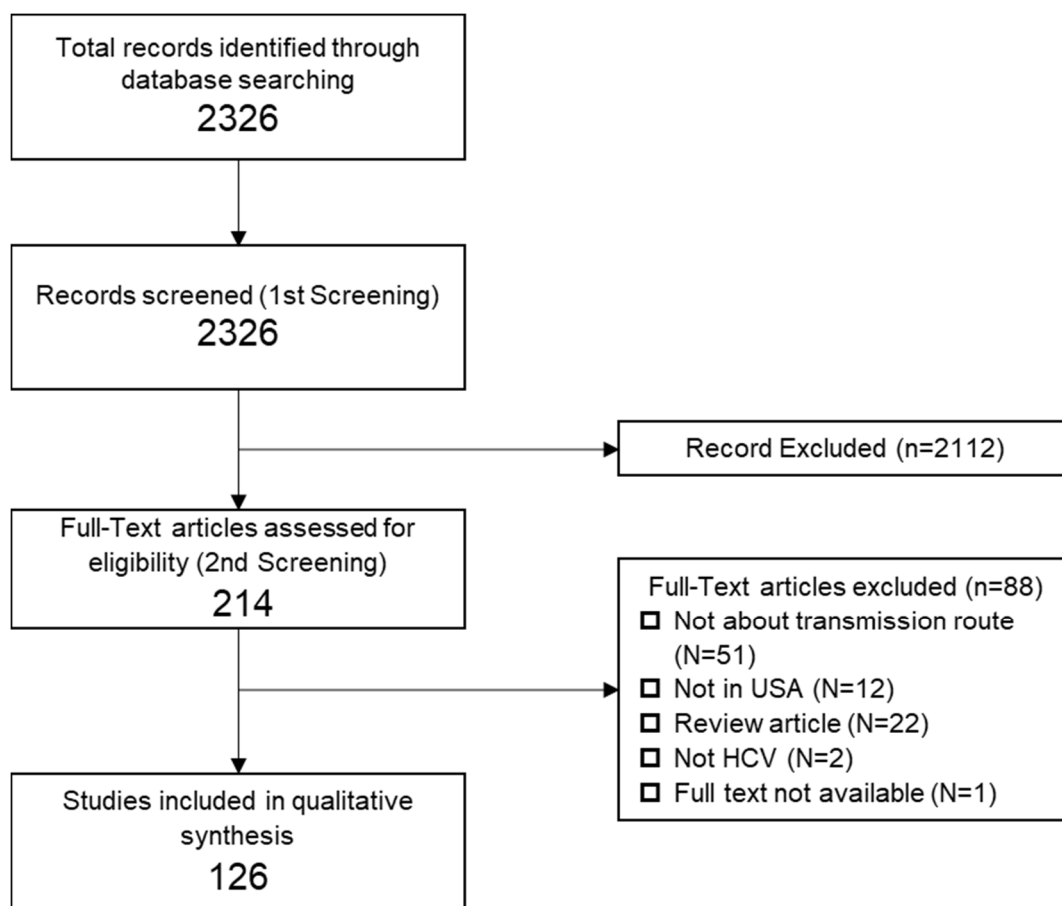 Total records identified through
database searching
2326
Records screened (1st Screening)
2326
Record Excluded (n=2112)
Full-Text articles assessed for
eligibility (2nd Screening)
214
Full-Text articles excluded (n=88)
Not about transmission route
(N=51)
Not in USA (N=12)
Review article (N=22)
Not HCV (N=2)
Full text not available (N=1)
Studies included in qualitative
synthesis
126